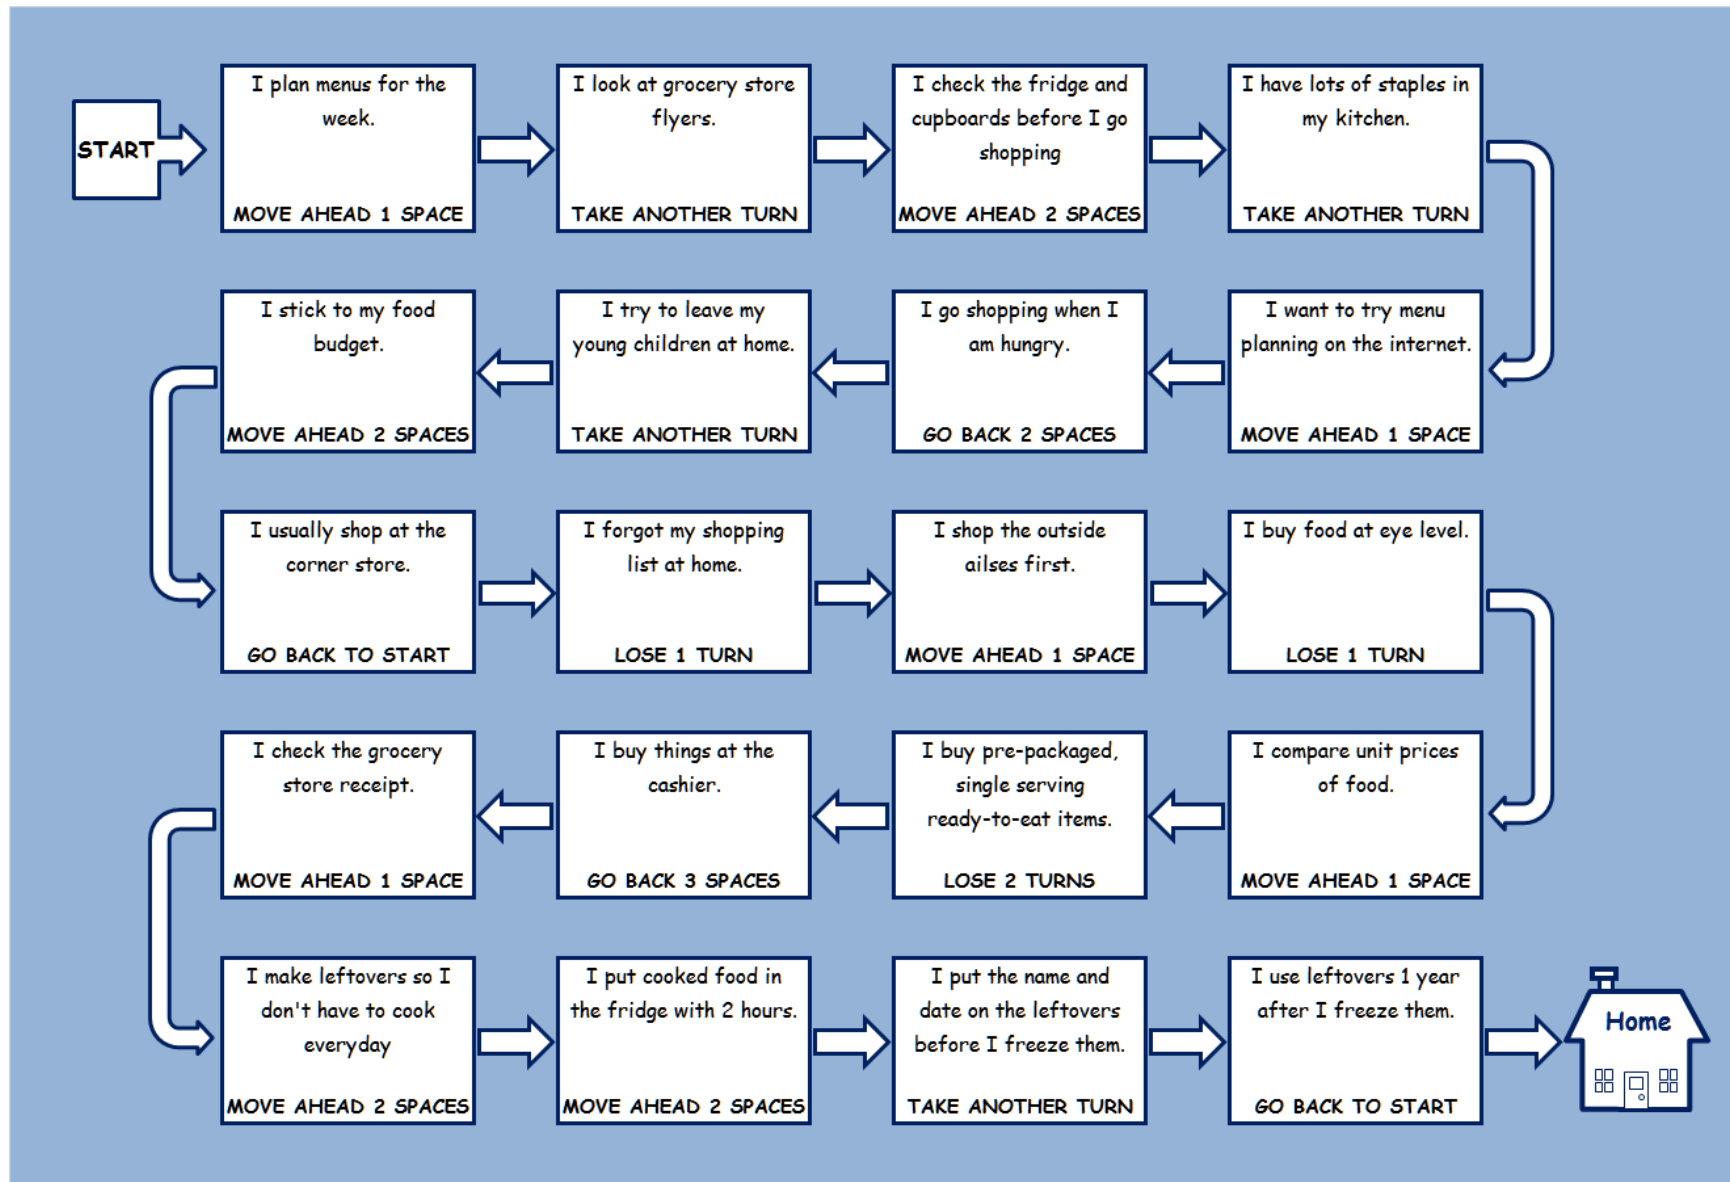 START
I plan menus for the
week.
MOVE AHEAD 1 SPACE
I look at grocery store
flyers.
TAKE ANOTHER TURN
I check the fridge and
cupboards before I go
shopping
MOVE AHEAD 2 SPACES
I have lots of staples in
my kitchen.
TAKE ANOTHER TURN
I want to try menu
planning on the internet.
MOVE AHEAD 1 SPACE
I go shopping when I
am hungry.
GO BACK 2 SPACES
I try to leave my
young children at home.
TAKE ANOTHER TURN
I stick to my food
budget.
MOVE AHEAD 2 SPACES
I usually shop at the
corner store.
GO BACK TO START
I forgot my shopping
list at home.
LOSE 1 TURN
I shop the outside
ailses first.
MOVE AHEAD 1 SPACE
I buy food at eye level.
LOSE 1 TURN
I compare unit prices
of food.
MOVE AHEAD 1 SPACE
I buy pre-packaged,
single serving
ready-to-eat items.
LOSE 2 TURNS
I buy things at the
cashier.
GO BACK 3 SPACES
I check the grocery
store receipt.
MOVE AHEAD 1 SPACE
I make leftovers so I
don't have to cook
everyday
MOVE AHEAD 2 SPACES
I put cooked food in
the fridge with 2 hours.
MOVE AHEAD 2 SPACES
I put the name and
date on the leftovers
before I freeze them.
TAKE ANOTHER TURN
I use leftovers 1 year
after I freeze them.
GO BACK TO START
Home